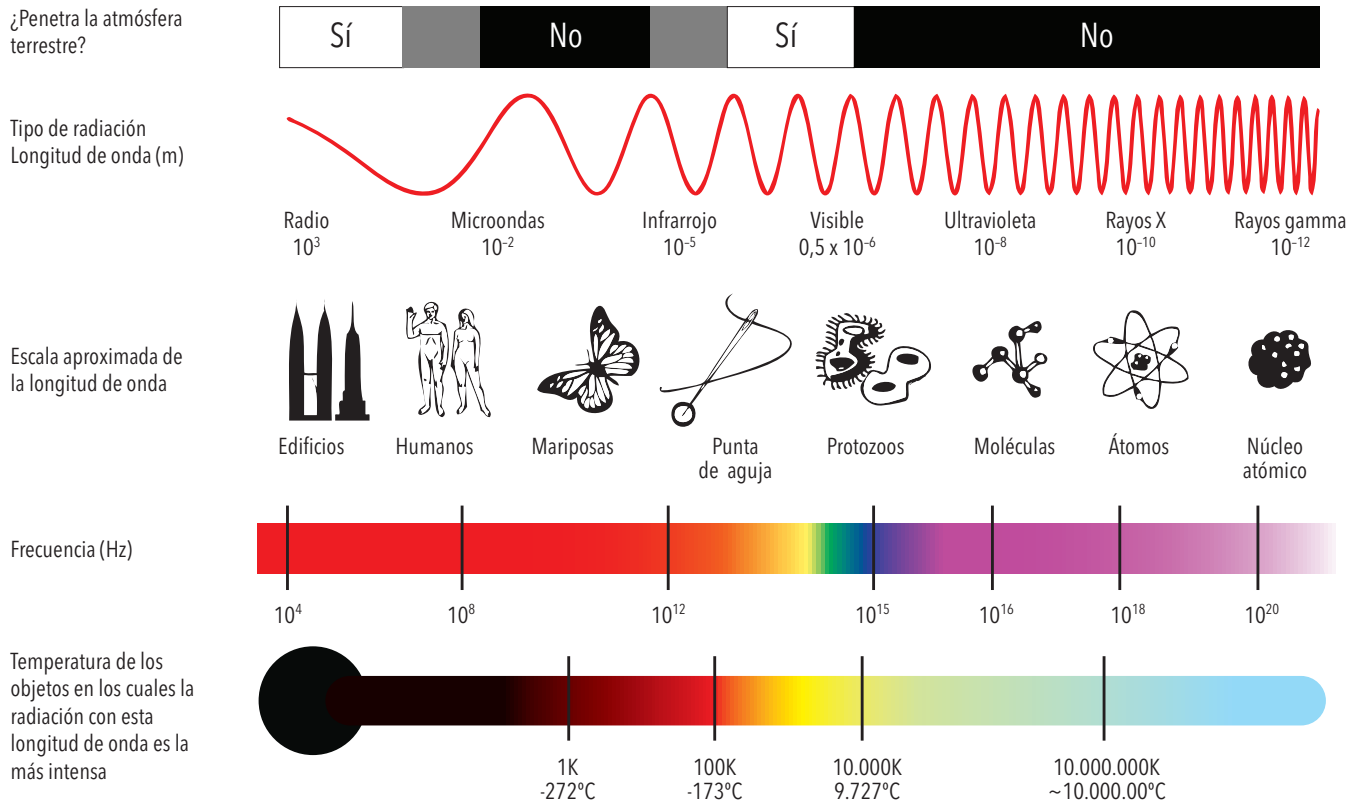 ¿Penetra la atmósfera
terrestre?
Sí
No
Sí
No
Tipo de radiación
Longitud de onda (m)
Radio
10³
Microondas
10⁻²
Infrarrojo
10⁻⁵
Visible
0,5 x 10⁻⁶
Ultravioleta
10⁻⁸
Rayos X
10⁻¹⁰
Rayos gamma
10⁻¹²
Escala aproximada de
la longitud de onda
Edificios
Humanos
Mariposas
Punta
de aguja
Protozoos
Moléculas
Átomos
Núcleo
atómico
Frecuencia (Hz)
10⁴
10⁸
10¹²
10¹⁵
10¹⁶
10¹⁸
10²⁰
Temperatura de los
objetos en los cuales la
radiación con esta
longitud de onda es la
más intensa
1K
-272ºC
100K
-173ºC
10.000K
9.727ºC
10.000.000K
~10.000.00ºC